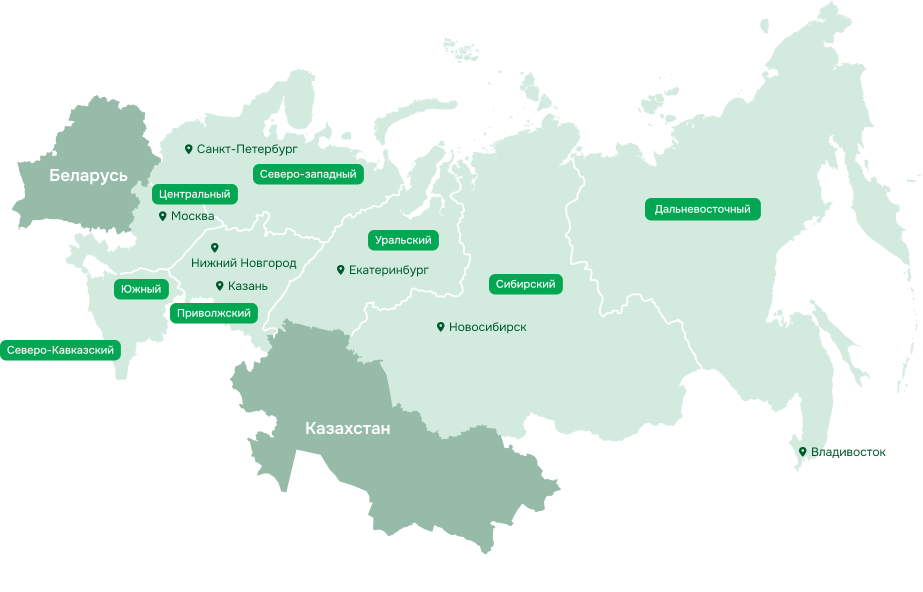 Санкт-Петербург
Северо-западный
Беларусь
Центральный
Москва
Дальневосточный
Уральский
Нижний Новгород
Екатеринбург
Казань
Сибирский
Южный
Приволжский
Новосибирск
Северо-Кавказский
Казахстан
Владивосток